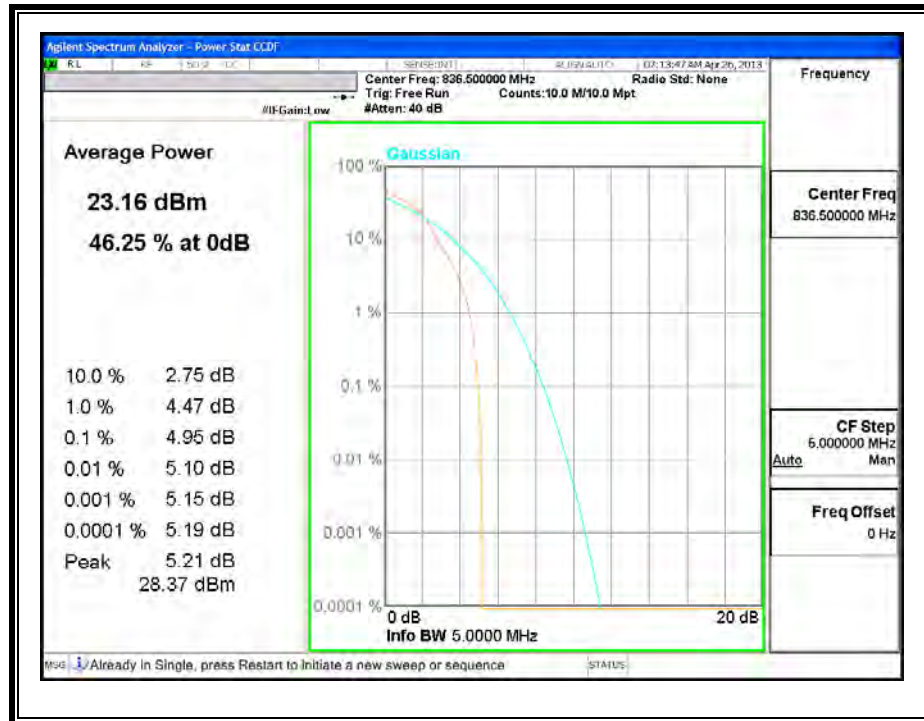 Agilent Spectrum Analyzer - Power Stat CCDF
RL RF 50 Ω DC SENSE:INT ALIGN AUTO 07:13:47 AM Apr 26, 2013
Center Freq: 836.500000 MHz Radio Std: None
Trig: Free Run Counts:10.0 M/10.0 Mpt
#IFGain:Low #Atten: 40 dB
Frequency
Average Power
23.16 dBm
46.25 % at 0dB
10.0 % 2.75 dB
1.0 % 4.47 dB
0.1 % 4.95 dB
0.01 % 5.10 dB
0.001 % 5.15 dB
0.0001 % 5.19 dB
Peak 5.21 dB
28.37 dBm
Gaussian
100 %
10 %
1 %
0.1 %
0.01 %
0.001 %
0.0001 %
0 dB 20 dB
Info BW 5.0000 MHz
Center Freq
836.500000 MHz
CF Step
5.000000 MHz
Auto Man
Freq Offset
0 Hz
MSG Already in Single, press Restart to initiate a new sweep or sequence STATUS